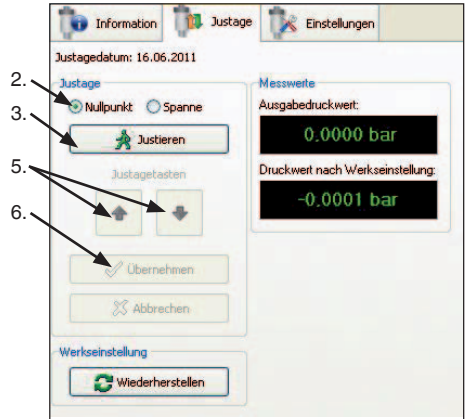 Information Justage Einstellungen
Justagedatum: 16.06.2011
Justage
2.
Nullpunkt Spanne
3.
Justieren
Justagetasten
5.
6.
Übernehmen
Abbrechen
Werkseinstellung
Wiederherstellen
Messwerte
Ausgabedruckwert:
0.0000 bar
Druckwert nach Werkseinstellung:
-0.0001 bar